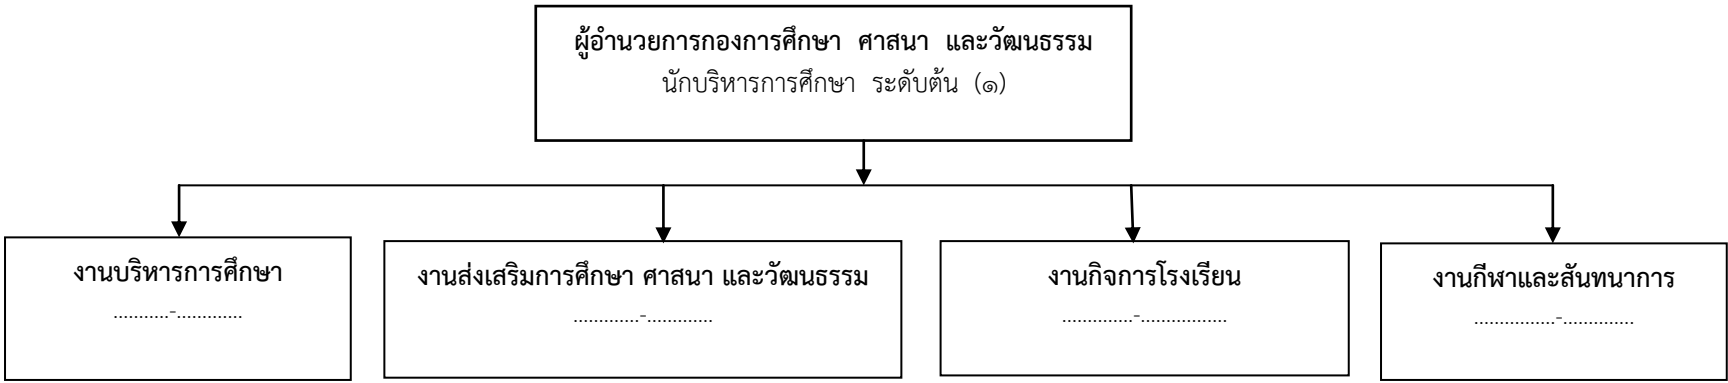 ผู้อำนวยการกองการศึกษา ศาสนา และวัฒนธรรม
นักบริหารการศึกษา ระดับต้น (๑)
งานบริหารการศึกษา
...........-.............
งานส่งเสริมการศึกษา ศาสนา และวัฒนธรรม
.............-.............
งานกิจการโรงเรียน
..............-.................
งานกีฬาและสันทนาการ
................-..............